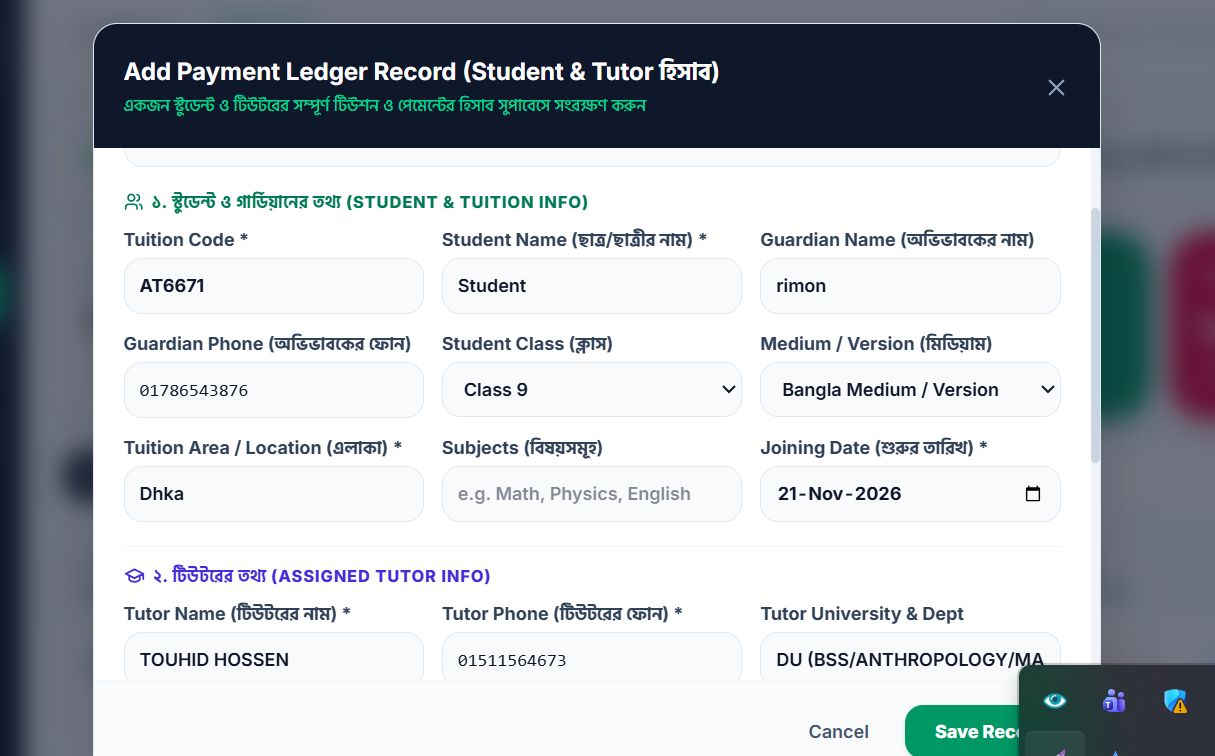 Add Payment Ledger Record (Student & Tutor হিসাব)
একজন স্টুডেন্ট ও টিউটরের সম্পূর্ণ টিউশন ও পেমেন্টের হিসাব সুপাবেসে সংরক্ষণ করুন
১. স্টুডেন্ট ও গার্ডিয়ানের তথ্য (STUDENT & TUITION INFO)
Tuition Code * Student Name (ছাত্র/ছাত্রীর নাম) * Guardian Name (অভিভাবকের নাম)
AT6671 Student rimon
Guardian Phone (অভিভাবকের ফোন) Student Class (ক্লাস) Medium / Version (মিডিয়াম)
01786543876 Class 9 Bangla Medium / Version
Tuition Area / Location (এলাকা) * Subjects (বিষয়সমূহ) Joining Date (শুরুর তারিখ) *
Dhka e.g. Math, Physics, English 21-Nov-2026
২. টিউটরের তথ্য (ASSIGNED TUTOR INFO)
Tutor Name (টিউটরের নাম) * Tutor Phone (টিউটরের ফোন) * Tutor University & Dept
TOUHID HOSSEN 01511564673 DU (BSS/ANTHROPOLOGY/MA
Cancel Save